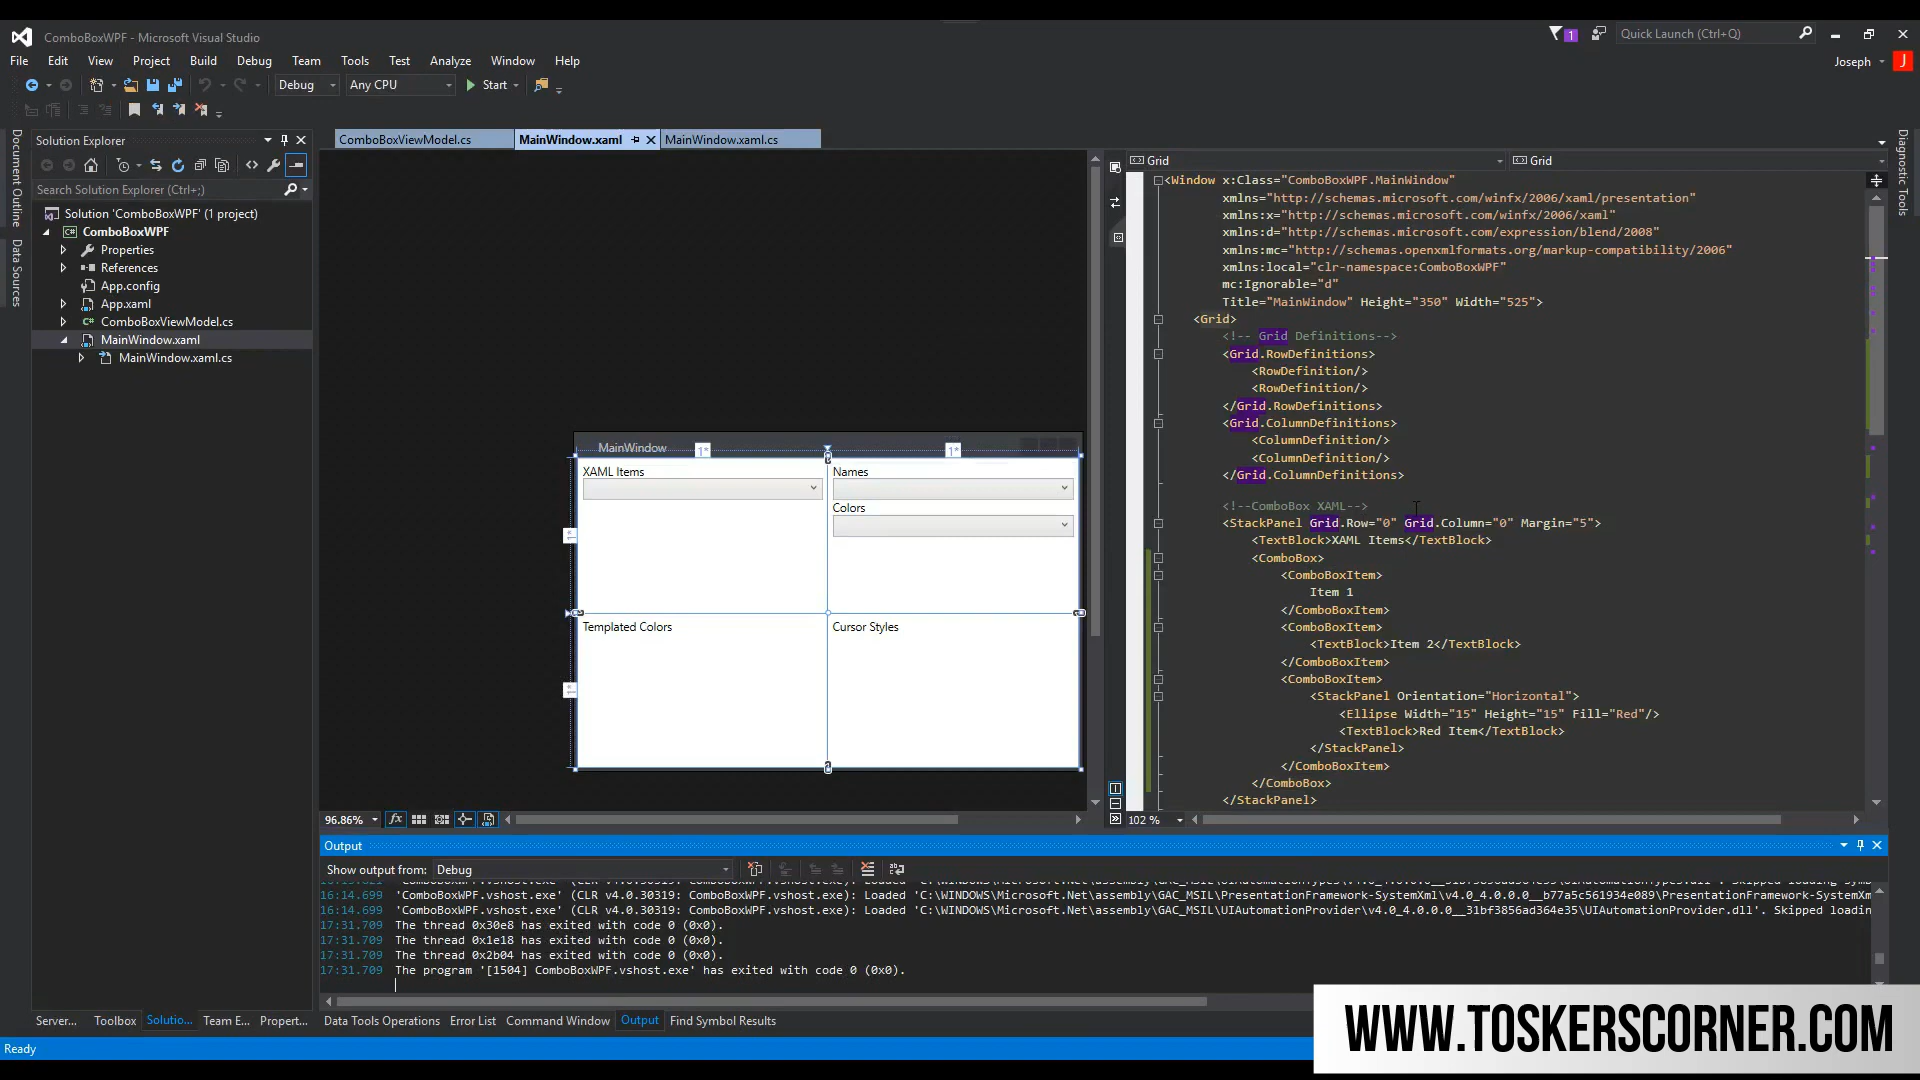 ComboBoxWPF - Microsoft Visual Studio
1
Quick Launch (Ctrl+Q)
File Edit View Project Build Debug Team Tools Test Analyze Window Help
Joseph
J
Debug Any CPU Start
Document Outline
Data Sources
Solution Explorer
Search Solution Explorer (Ctrl+;)
Solution 'ComboBoxWPF' (1 project)
ComboBoxWPF
Properties
References
App.config
App.xaml
ComboBoxViewModel.cs
MainWindow.xaml
MainWindow.xaml.cs
ComboBoxViewModel.cs MainWindow.xaml MainWindow.xaml.cs
MainWindow
1*
1*
XAML Items
Names
Colors
Templated Colors
Cursor Styles
96.86%
Grid Grid
Diagnostic Tools
<Window x:Class="ComboBoxWPF.MainWindow"
xmlns="http://schemas.microsoft.com/winfx/2006/xaml/presentation"
xmlns:x="http://schemas.microsoft.com/winfx/2006/xaml"
xmlns:d="http://schemas.microsoft.com/expression/blend/2008"
xmlns:mc="http://schemas.openxmlformats.org/markup-compatibility/2006"
xmlns:local="clr-namespace:ComboBoxWPF"
mc:Ignorable="d"
Title="MainWindow" Height="350" Width="525">
<Grid>
<!-- Grid Definitions-->
<Grid.RowDefinitions>
<RowDefinition/>
<RowDefinition/>
</Grid.RowDefinitions>
<Grid.ColumnDefinitions>
<ColumnDefinition/>
<ColumnDefinition/>
</Grid.ColumnDefinitions>
<!--ComboBox XAML-->
<StackPanel Grid.Row="0" Grid.Column="0" Margin="5">
<TextBlock>XAML Items</TextBlock>
<ComboBox>
<ComboBoxItem>
Item 1
</ComboBoxItem>
<ComboBoxItem>
<TextBlock>Item 2</TextBlock>
</ComboBoxItem>
<ComboBoxItem>
<StackPanel Orientation="Horizontal">
<Ellipse Width="15" Height="15" Fill="Red"/>
<TextBlock>Red Item</TextBlock>
</StackPanel>
</ComboBoxItem>
</ComboBox>
</StackPanel>
102 %
Output
Show output from: Debug
16:14.699 'ComboBoxWPF.vshost.exe' (CLR v4.0.30319: ComboBoxWPF.vshost.exe): Loaded 'C:\WINDOWS\Microsoft.Net\assembly\GAC_MSIL\PresentationFramework-SystemXml\v4.0_4.0.0.0__b77a5c561934e089\PresentationFramework-SystemXm
16:14.699 'ComboBoxWPF.vshost.exe' (CLR v4.0.30319: ComboBoxWPF.vshost.exe): Loaded 'C:\WINDOWS\Microsoft.Net\assembly\GAC_MSIL\UIAutomationProvider\v4.0_4.0.0.0__31bf3856ad364e35\UIAutomationProvider.dll'. Skipped loadin
17:31.709 The thread 0x30e8 has exited with code 0 (0x0).
17:31.709 The thread 0x1e18 has exited with code 0 (0x0).
17:31.709 The thread 0x2b04 has exited with code 0 (0x0).
17:31.709 The program '[1504] ComboBoxWPF.vshost.exe' has exited with code 0 (0x0).
Server... Toolbox Solutio... Team E... Propert... Data Tools Operations Error List Command Window Output Find Symbol Results
Ready
WWW.TOSKERSCORNER.COM